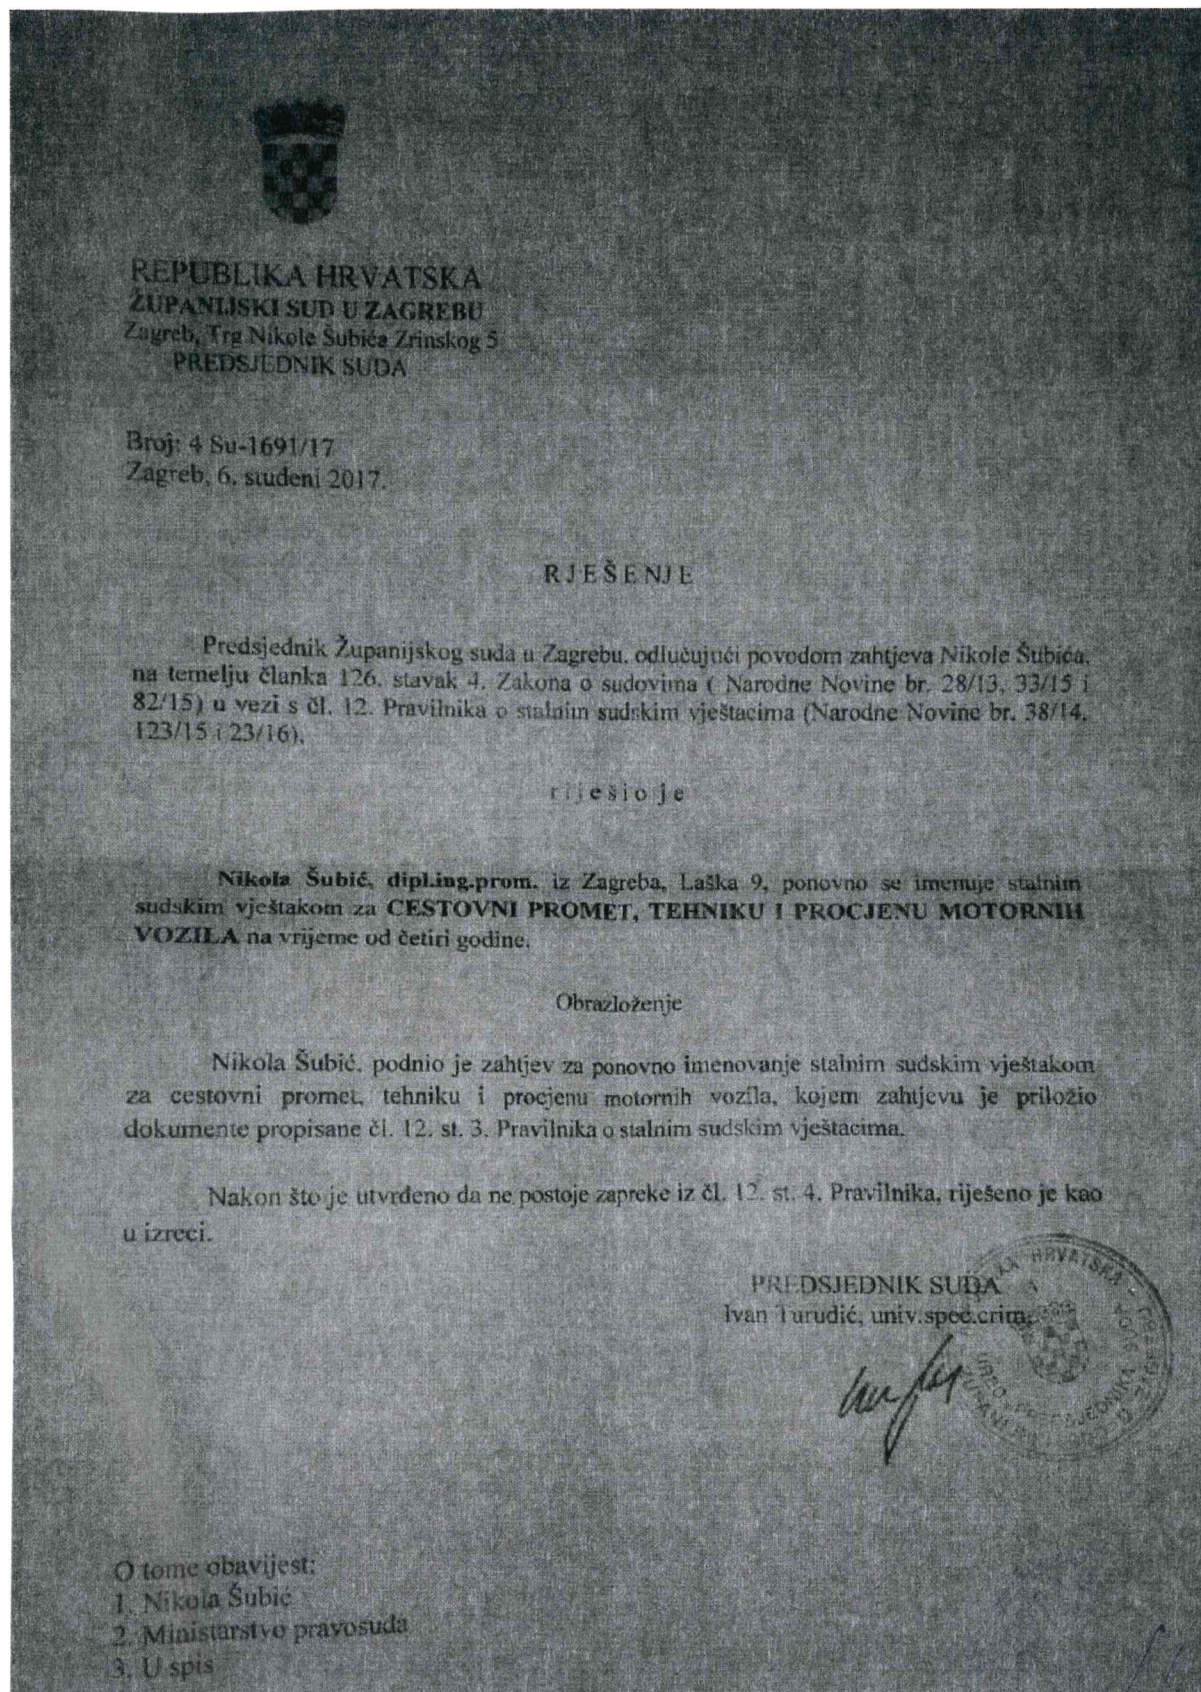 REPUBLIKA HRVATSKA
ŽUPANIJSKI SUD U ZAGREBU
Zagreb, Trg Nikole Šubića Zrinskog 5
PREDSJEDNIK SUDA
Broj: 4 Su-1691/17
Zagreb, 6. studeni 2017.
RJEŠENJE
Predsjednik Županijskog suda u Zagrebu, odlučujući povodom zahtjeva Nikole Šubića,
na temelju članka 126. stavak 4. Zakona o sudovima ( Narodne Novine br. 28/13, 33/15 i
82/15) u vezi s čl. 12. Pravilnika o stalnim sudskim vještacima (Narodne Novine br. 38/14,
123/15 i 23/16),
riješio je
Nikola Šubić, dipl.ing.prom. iz Zagreba, Laška 9, ponovno se imenuje stalnim
sudskim vještakom za CESTOVNI PROMET, TEHNIKU I PROCJENU MOTORNIH
VOZILA na vrijeme od četiri godine.
Obrazloženje
Nikola Šubić, podnio je zahtjev za ponovno imenovanje stalnim sudskim vještakom
za cestovni promet, tehniku i procjenu motornih vozila, kojem zahtjevu je priložio
dokumente propisane čl. 12. st. 3. Pravilnika o stalnim sudskim vještacima.
Nakon što je utvrđeno da ne postoje zapreke iz čl. 12. st. 4. Pravilnika, riješeno je kao
u izreci.
PREDSJEDNIK SUDA
Ivan Turudić, univ.spec.crim.
HRVATSKA
URED PREDSJEDNIKA SUDA
O tome obavijest:
1. Nikola Šubić
2. Ministarstvo pravosuđa
3. U spis